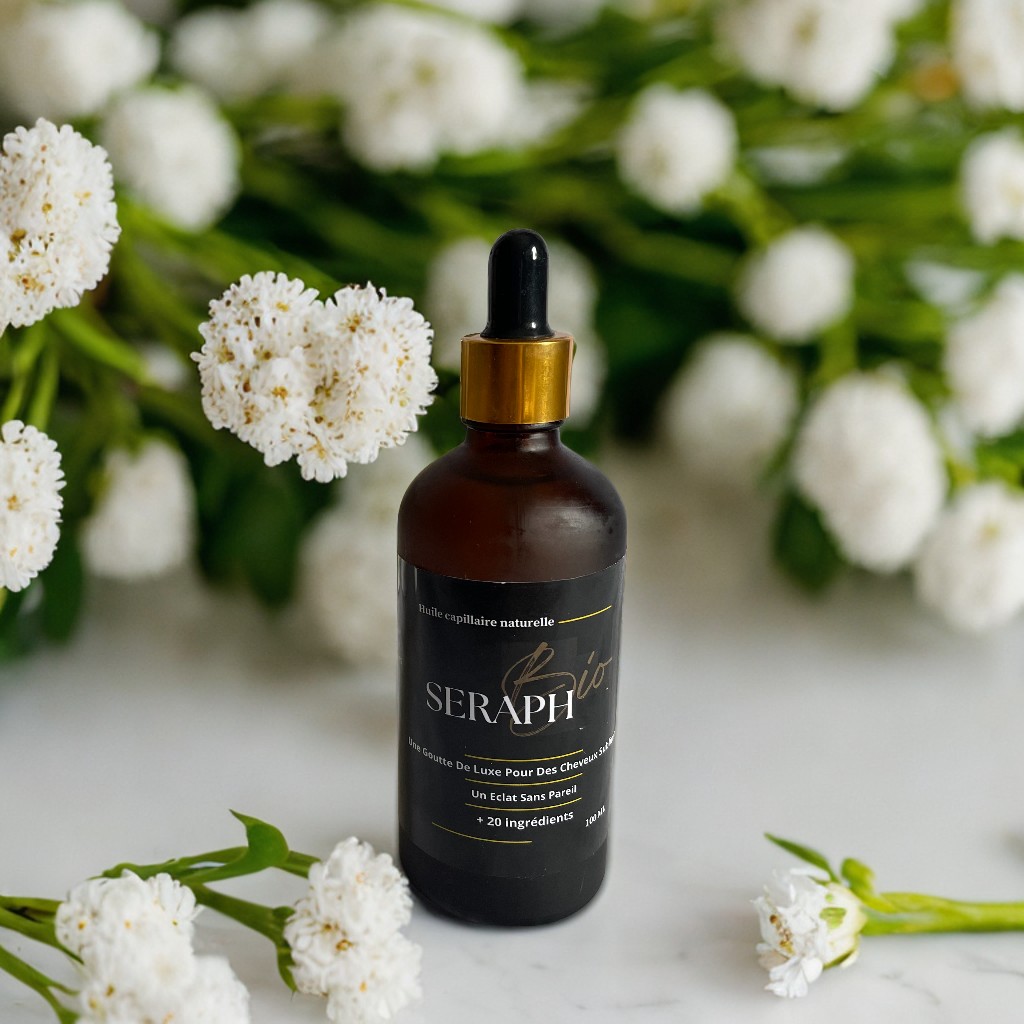 Huile capillaire naturelle
Bio
SERAPH
Une Goutte De Luxe Pour Des Cheveux
Un Eclat Sans Pareil
+ 20 ingrédients
100 ML